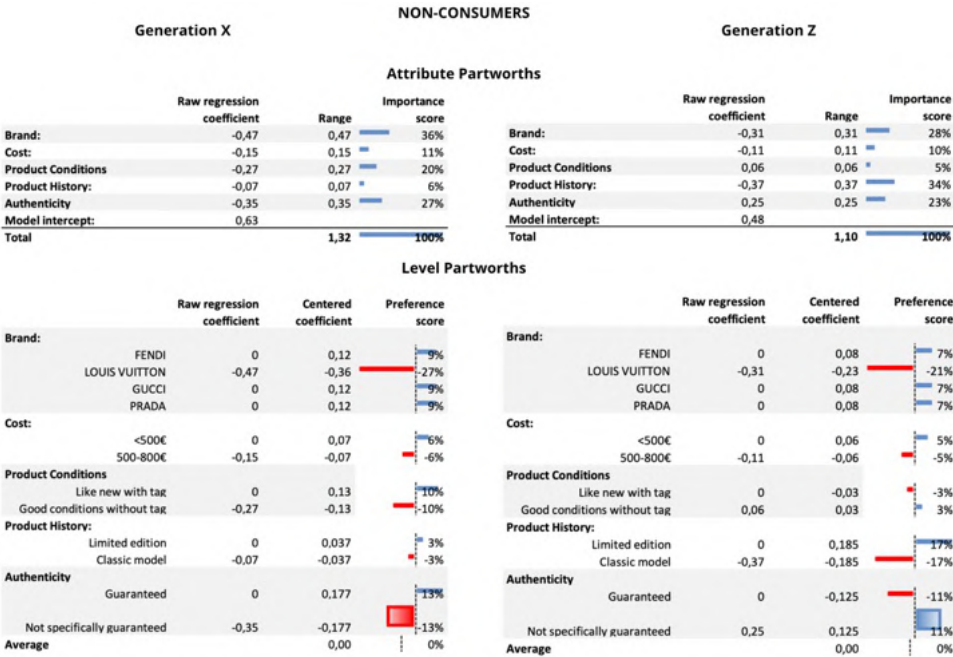 NON-CONSUMERS
Generation X
Generation Z
Attribute Partworths
Raw regression coefficient Range Importance score
Brand: -0,47 0,47 36%
Cost: -0,15 0,15 11%
Product Conditions -0,27 0,27 20%
Product History: -0,07 0,07 6%
Authenticity -0,35 0,35 27%
Model intercept: 0,63
Total 1,32 100%
Raw regression coefficient Range Importance score
Brand: -0,31 0,31 28%
Cost: -0,11 0,11 10%
Product Conditions 0,06 0,06 5%
Product History: -0,37 0,37 34%
Authenticity 0,25 0,25 23%
Model intercept: 0,48
Total 1,10 100%
Level Partworths
Raw regression coefficient Centered coefficient Preference score
Brand:
FENDI 0 0,12 9%
LOUIS VUITTON -0,47 -0,36 -27%
GUCCI 0 0,12 9%
PRADA 0 0,12 9%
Cost:
<500€ 0 0,07 6%
500-800€ -0,15 -0,07 -6%
Product Conditions
Like new with tag 0 0,13 10%
Good conditions without tag -0,27 -0,13 -10%
Product History:
Limited edition 0 0,037 3%
Classic model -0,07 -0,037 -3%
Authenticity
Guaranteed 0 0,177 13%
Not specifically guaranteed -0,35 -0,177 -13%
Average 0,00 0%
Raw regression coefficient Centered coefficient Preference score
Brand:
FENDI 0 0,08 7%
LOUIS VUITTON -0,31 -0,23 -21%
GUCCI 0 0,08 7%
PRADA 0 0,08 7%
Cost:
<500€ 0 0,06 5%
500-800€ -0,11 -0,06 -5%
Product Conditions
Like new with tag 0 -0,03 -3%
Good conditions without tag 0,06 0,03 3%
Product History:
Limited edition 0 0,185 17%
Classic model -0,37 -0,185 -17%
Authenticity
Guaranteed 0 -0,125 -11%
Not specifically guaranteed 0,25 0,125 11%
Average 0,00 0%